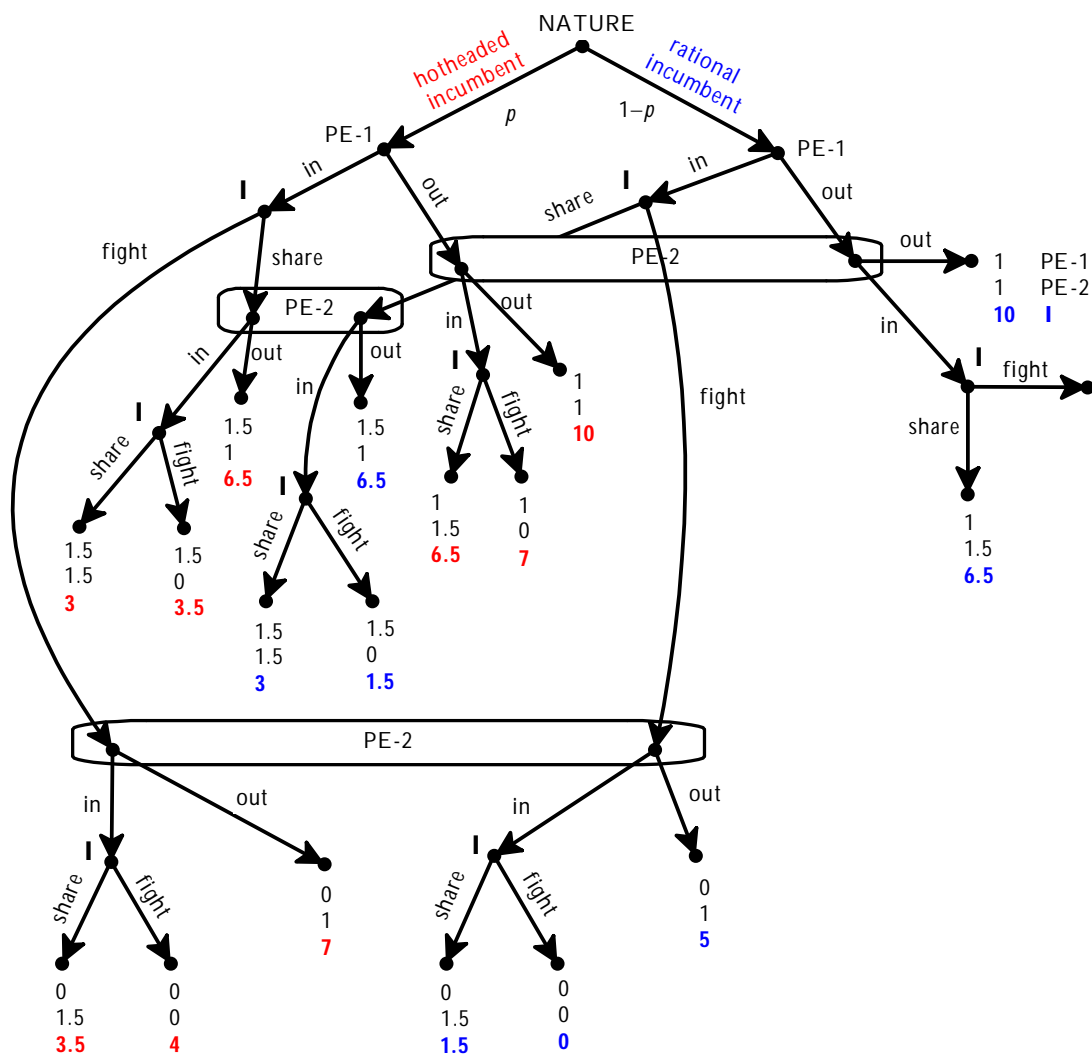 NATURE
hotheaded
incumbent
rational
incumbent
p
1–p
PE-1
PE-1
in
out
in
out
I
I
fight
share
share
PE-2
out
1 PE-1
1 PE-2
10 I
PE-2
in
out
in
out
in
out
in
I
fight
share
fight
I
I
1
1
10
1.5
1
6.5
1.5
1
6.5
share
fight
share
fight
I
1
1.5
6.5
1
0
7
1
1.5
6.5
share
fight
1.5
1.5
3
1.5
0
3.5
1.5
1.5
3
1.5
0
1.5
PE-2
in
out
in
out
I
I
share
fight
share
fight
0
1
7
0
1
5
0
1.5
3.5
0
0
4
0
1.5
1.5
0
0
0